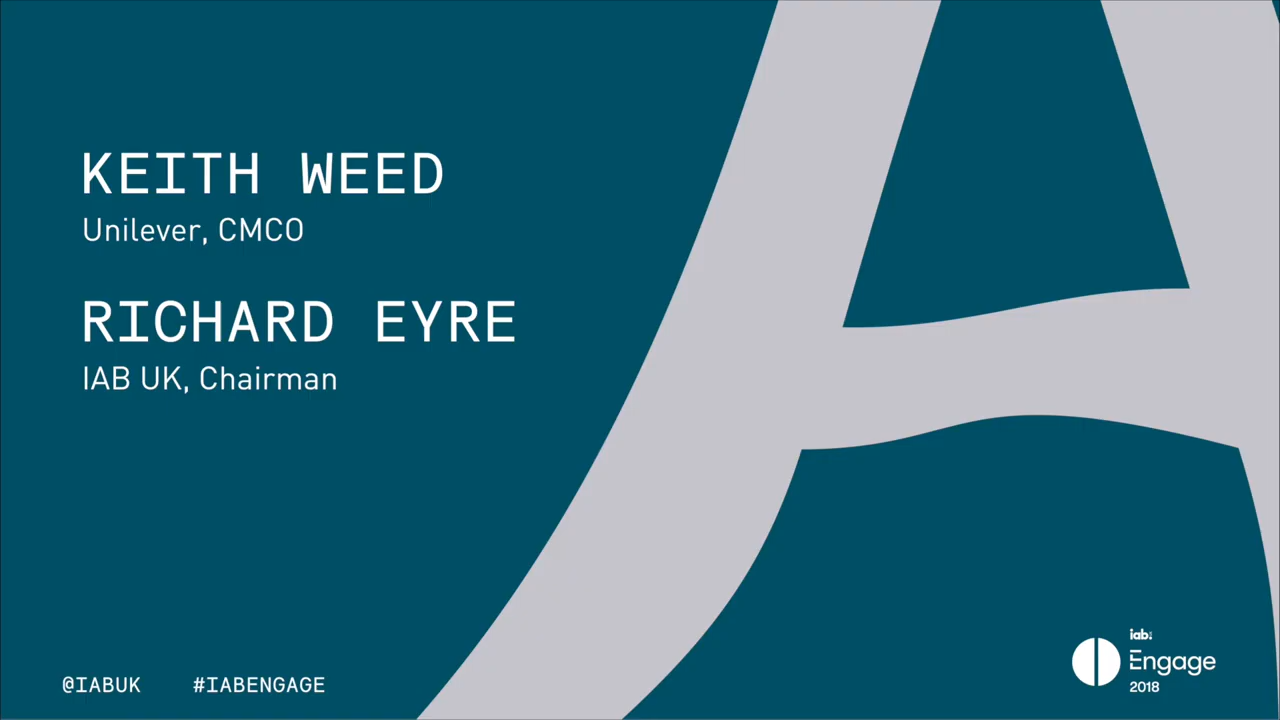 KEITH WEED
Unilever, CMCO
RICHARD EYRE
IAB UK, Chairman
@IABUK #IABENGAGE
iab.
Engage
2018